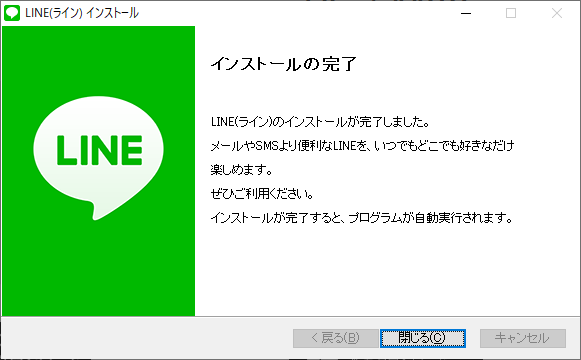 LINE(ライン) インストール
LINE
インストールの完了
LINE(ライン)のインストールが完了しました。
メールやSMSより便利なLINEを、いつでもどこでも好きなだけ
楽しめます。
ぜひご利用ください。
インストールが完了すると、プログラムが自動実行されます。
< 戻る(B)
閉じる(C)
キャンセル